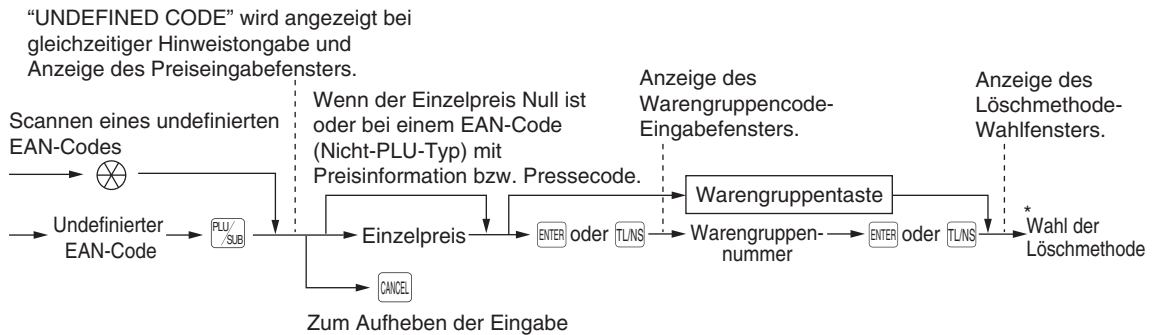 “UNDEFINED CODE” wird angezeigt bei
gleichzeitiger Hinweistongabe und
Anzeige des Preiseingabefensters.
Scannen eines undefinierten
EAN-Codes
Wenn der Einzelpreis Null ist
oder bei einem EAN-Code
(Nicht-PLU-Typ) mit
Preisinformation bzw. Pressecode.
Anzeige des
Warengruppencode-
Eingabefensters.
Anzeige des
Löschmethode-
Wahlfensters.
Warengruppentaste
Undefinierter
EAN-Code
PLU/SUB
Einzelpreis
ENTER oder TL/NS
Warengruppen-
nummer
ENTER oder TL/NS
*
Wahl der
Löschmethode
CANCEL
Zum Aufheben der Eingabe